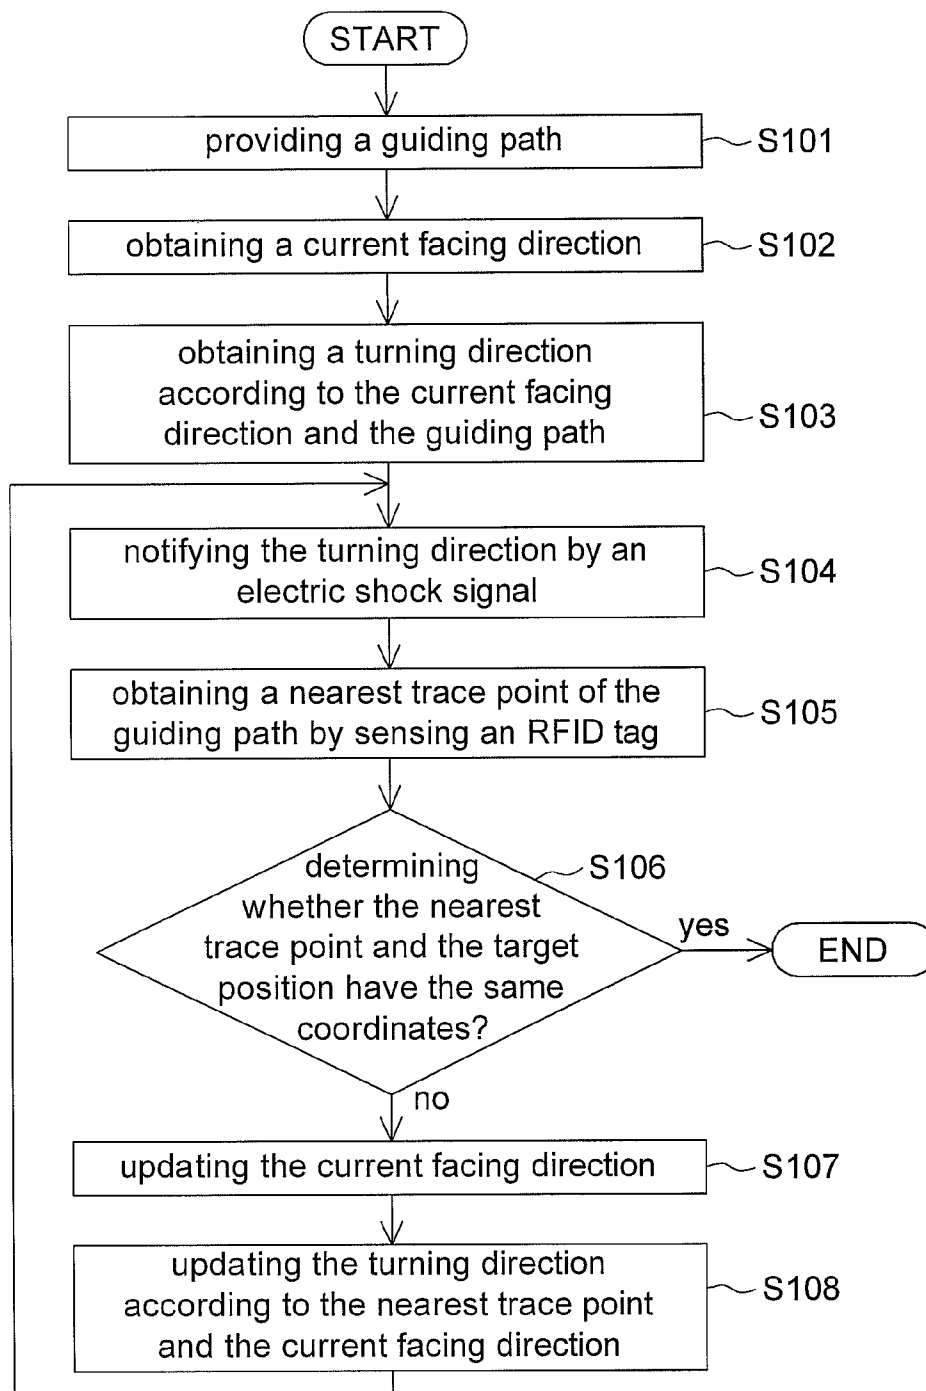 START
providing a guiding path
S101
obtaining a current facing direction
S102
obtaining a turning direction
according to the current facing
direction and the guiding path
S103
notifying the turning direction by an
electric shock signal
S104
obtaining a nearest trace point of the
guiding path by sensing an RFID tag
S105
determining
whether the nearest
trace point and the target
position have the same
coordinates?
S106
yes
END
no
updating the current facing direction
S107
updating the turning direction
according to the nearest trace point
and the current facing direction
S108